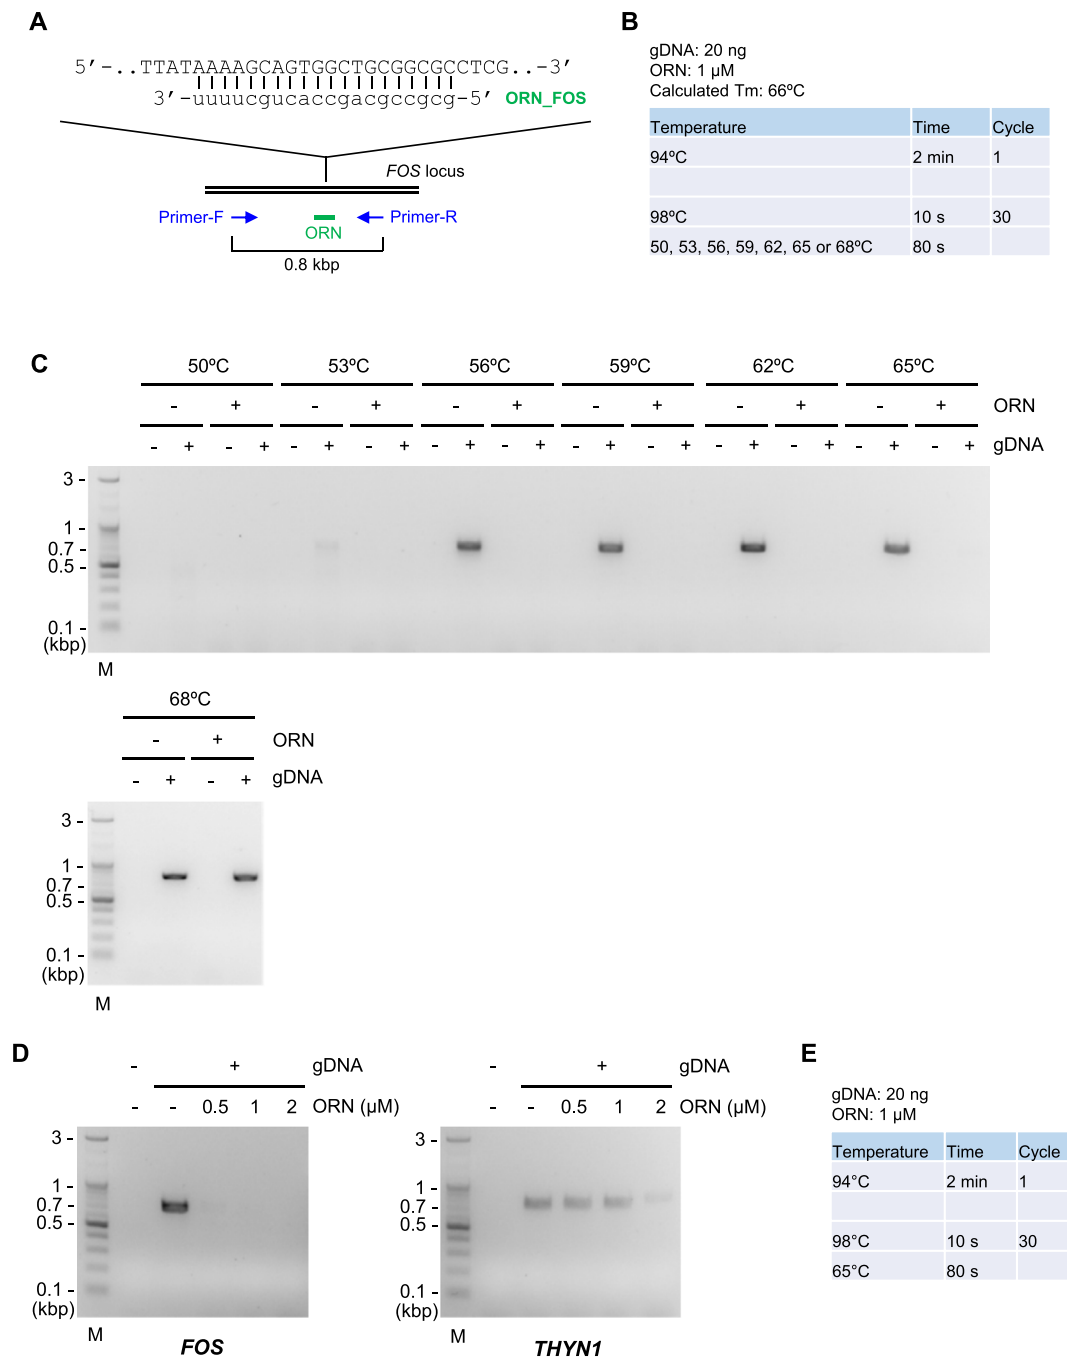 A
5′-..TTATAAAAGCAGTGGCTGCGGCGCCTCG..-3′
3′-uuuucgucaccgacgccgcg-5′ ORN_FOS
FOS locus
Primer-F
Primer-R
ORN
0.8 kbp
B
gDNA: 20 ng
ORN: 1 µM
Calculated Tm: 66ºC
Temperature Time Cycle
94ºC 2 min 1
98ºC 10 s 30
50, 53, 56, 59, 62, 65 or 68ºC 80 s
C
50ºC 53ºC 56ºC 59ºC 62ºC 65ºC
- + - + - + - + - + - + ORN
- + - + - + - + - + - + - + - + - + - + - + - + gDNA
3 -
1 -
0.7 -
0.5 -
0.1 -
(kbp)
M
68ºC
- + ORN
- + - + gDNA
3 -
1 -
0.7 -
0.5 -
0.1 -
(kbp)
M
D
- + gDNA
- - 0.5 1 2 ORN (µM)
3 -
1 -
0.7 -
0.5 -
0.1 -
(kbp)
M
FOS
- + gDNA
- - 0.5 1 2 ORN (µM)
3 -
1 -
0.7 -
0.5 -
0.1 -
(kbp)
M
THYN1
E
gDNA: 20 ng
ORN: 1 µM
Temperature Time Cycle
94°C 2 min 1
98°C 10 s 30
65°C 80 s